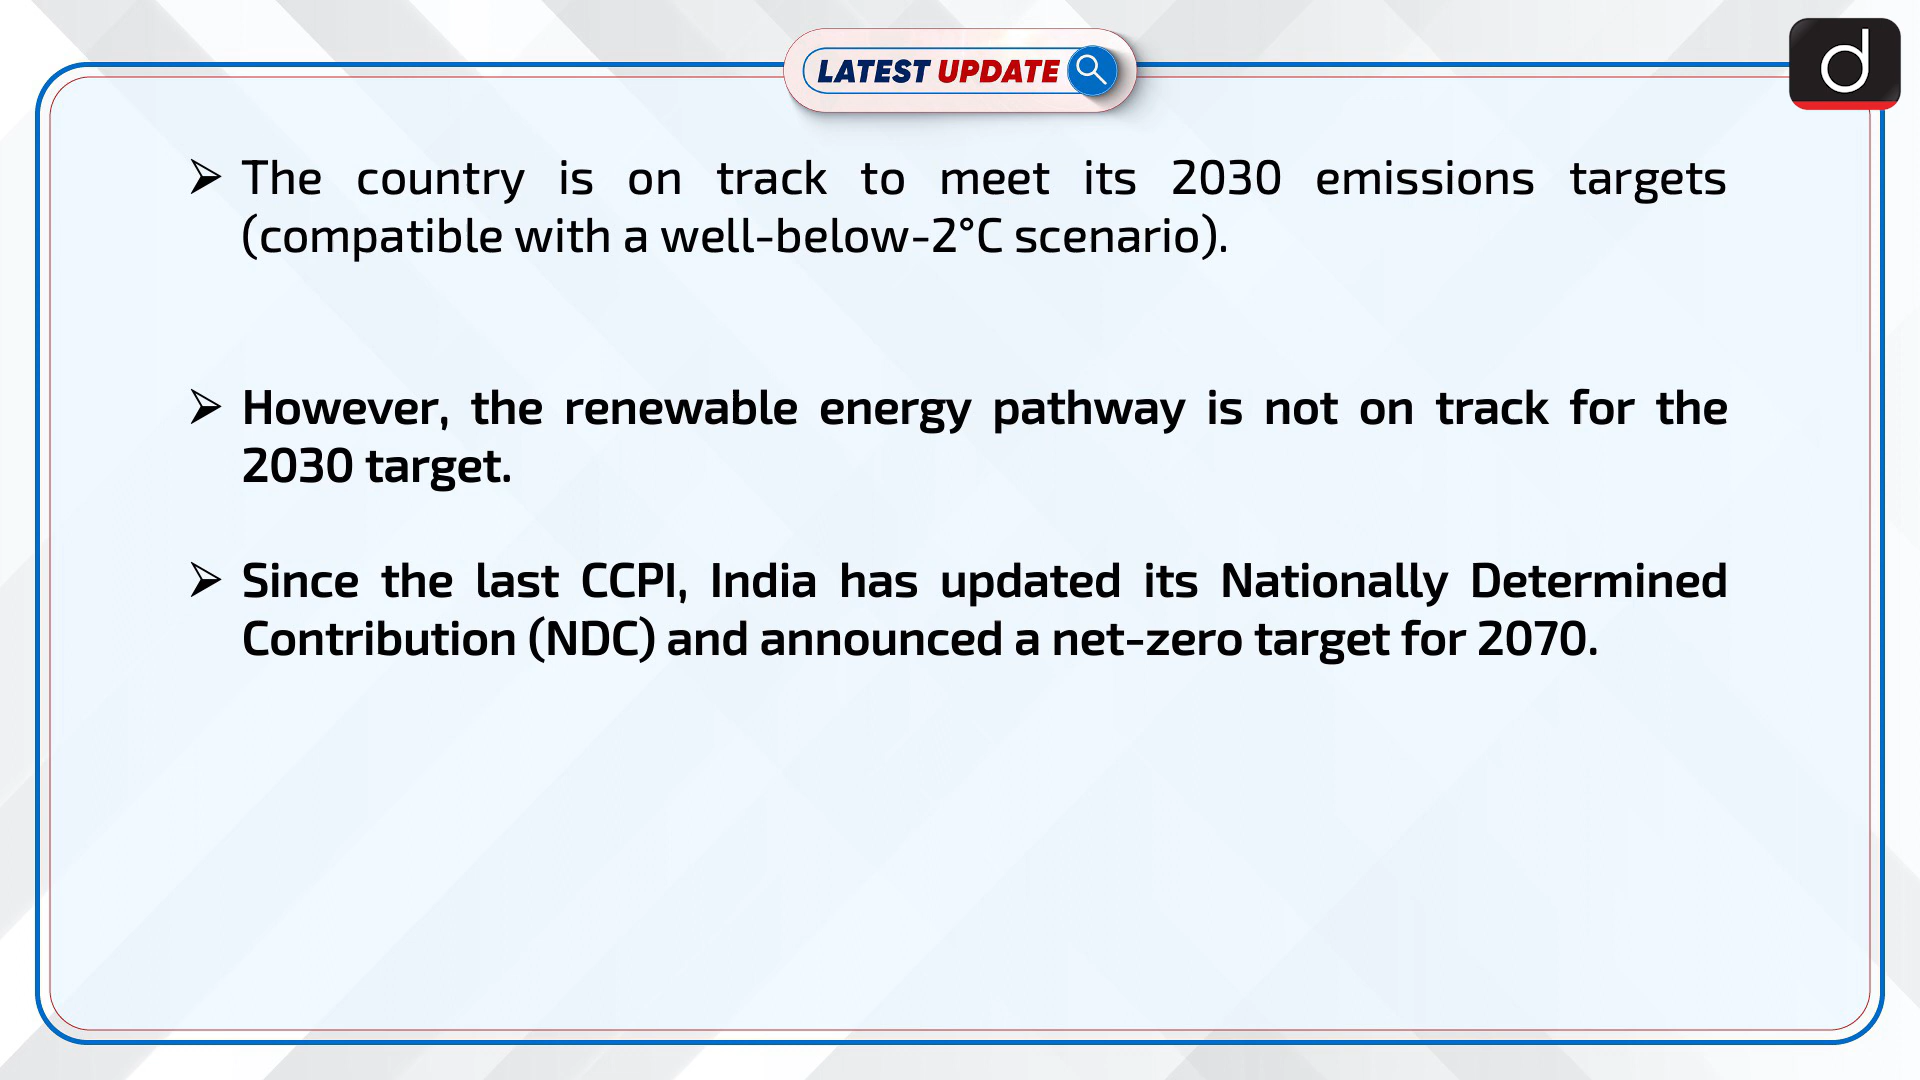 LATEST UPDATE
d
➢ The country is on track to meet its 2030 emissions targets
(compatible with a well-below-2°C scenario).
➢ However, the renewable energy pathway is not on track for the
2030 target.
➢ Since the last CCPI, India has updated its Nationally Determined
Contribution (NDC) and announced a net-zero target for 2070.